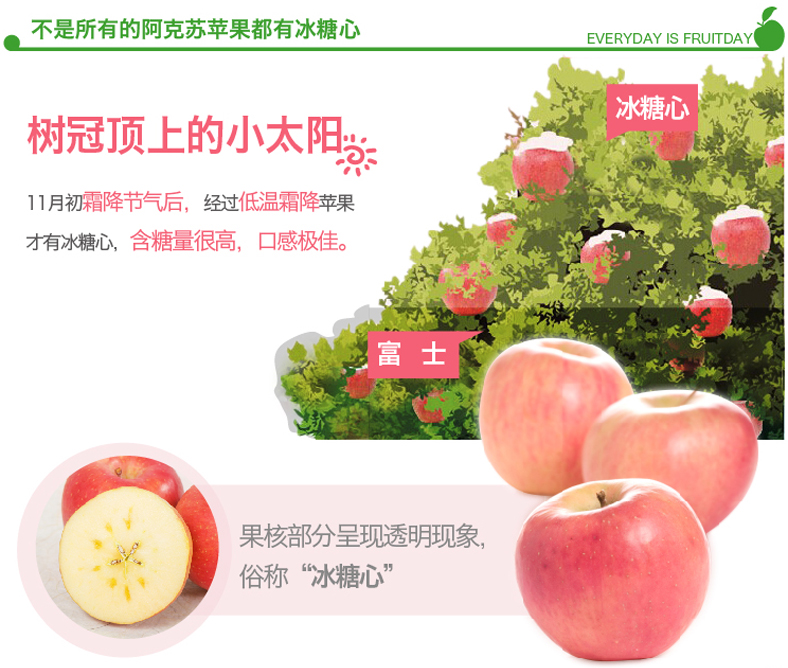 不是所有的阿克苏苹果都有冰糖心
EVERYDAY IS FRUITDAY
冰糖心
树冠顶上的小太阳
11月初霜降节气后，经过低温霜降苹果
才有冰糖心，含糖量很高，口感极佳。
富 士
果核部分呈现透明现象，
俗称“冰糖心”